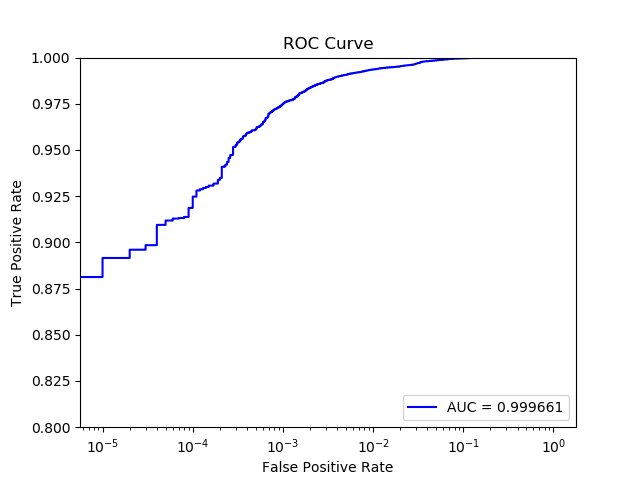 ROC Curve
True Positive Rate
1.000
0.975
0.950
0.925
0.900
0.875
0.850
0.825
0.800
AUC = 0.999661
10⁻⁵ 10⁻⁴ 10⁻³ 10⁻² 10⁻¹ 10⁰
False Positive Rate